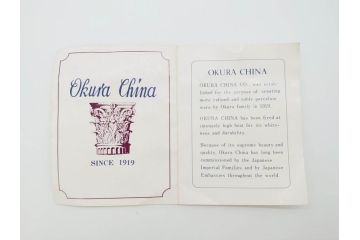 Okura China
SINCE 1919
OKURA CHINA
OKURA CHINA CO., was estab-
lished for the purpose of creating
more refined and noble porcelain
ware by Okura family in 1919.
OKURA CHINA has been fired at
intensely high heat for its white-
ness and durability.
Because of its supreme beauty and
quality, Okura China has long been
commissioned by the Japanese
Imperial Families and by Japanese
Embassies throughout the world.